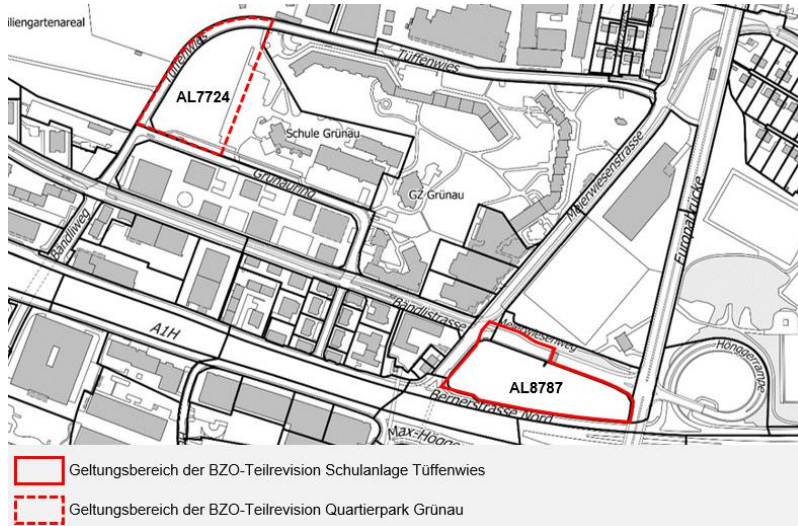 iliengartenareal
Tüffenwies
Tüffenwies
AL7724
Schule Grünau
Grünauring
GZ Grünau
Meierwiesenstrasse
Europabrücke
Bändliweg
Bändlistrasse
Meierwiesenweg
A1H
AL8787
Bernerstrasse Nord
Hönggerrampe
Max-Högg
Geltungsbereich der BZO-Teilrevision Schulanlage Tüffenwies
Geltungsbereich der BZO-Teilrevision Quartierpark Grünau